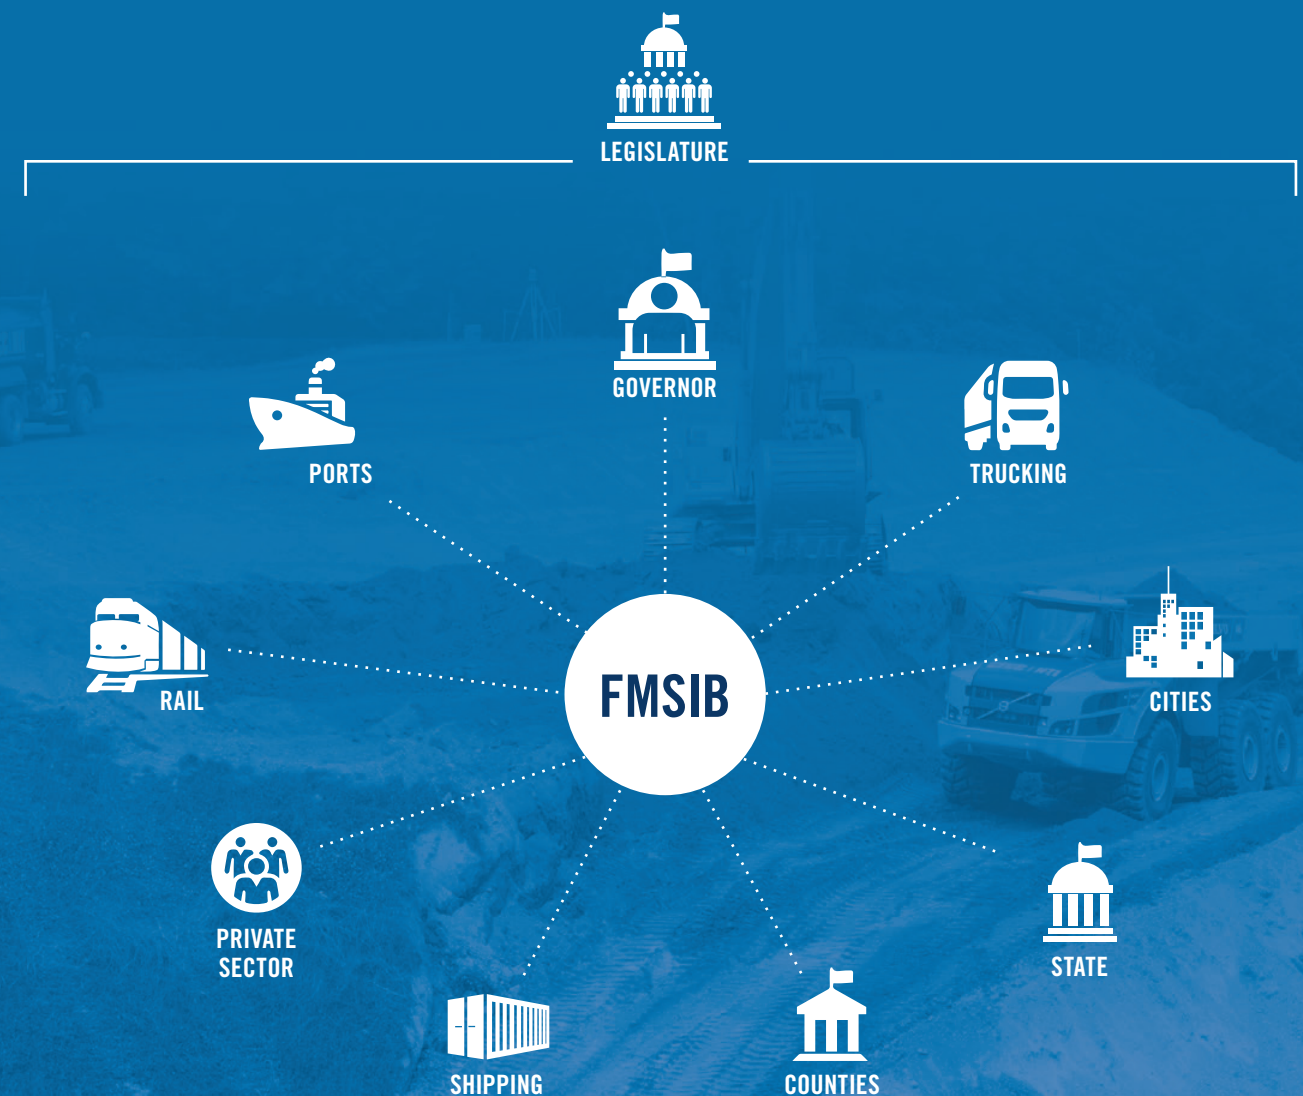 LEGISLATURE
GOVERNOR
PORTS
TRUCKING
RAIL
FMSIB
CITIES
PRIVATE
SECTOR
STATE
SHIPPING
COUNTIES